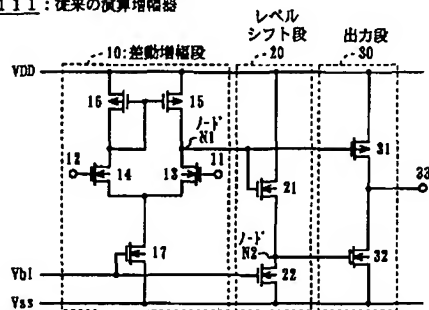 111:従来の演算増幅器
10:差動増幅段
レベル
シフト段
20
出力段
30
VDD
16
15
ノード
N1
12
14
13
11
21
31
33
17
ノード
N2
22
32
Vb1
Vss